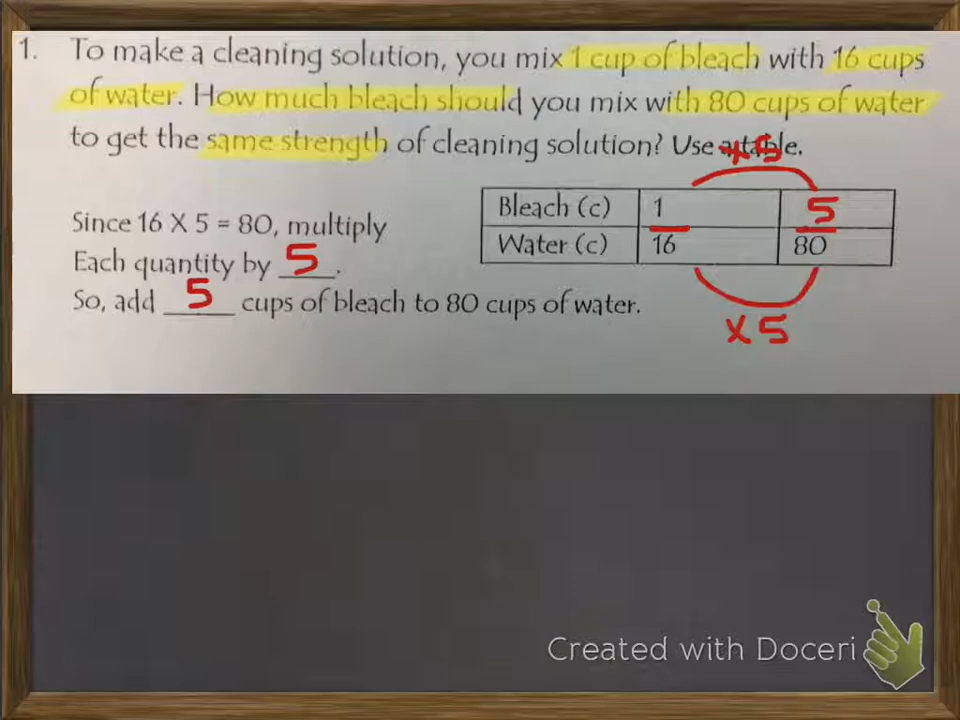 1. To make a cleaning solution, you mix 1 cup of bleach with 16 cups
of water. How much bleach should you mix with 80 cups of water
to get the same strength of cleaning solution? Use a table.
x 5
Bleach (c) 1 5
Water (c) 16 80
x 5
Since 16 X 5 = 80, multiply
Each quantity by 5.
So, add 5 cups of bleach to 80 cups of water.
Created with Doceri